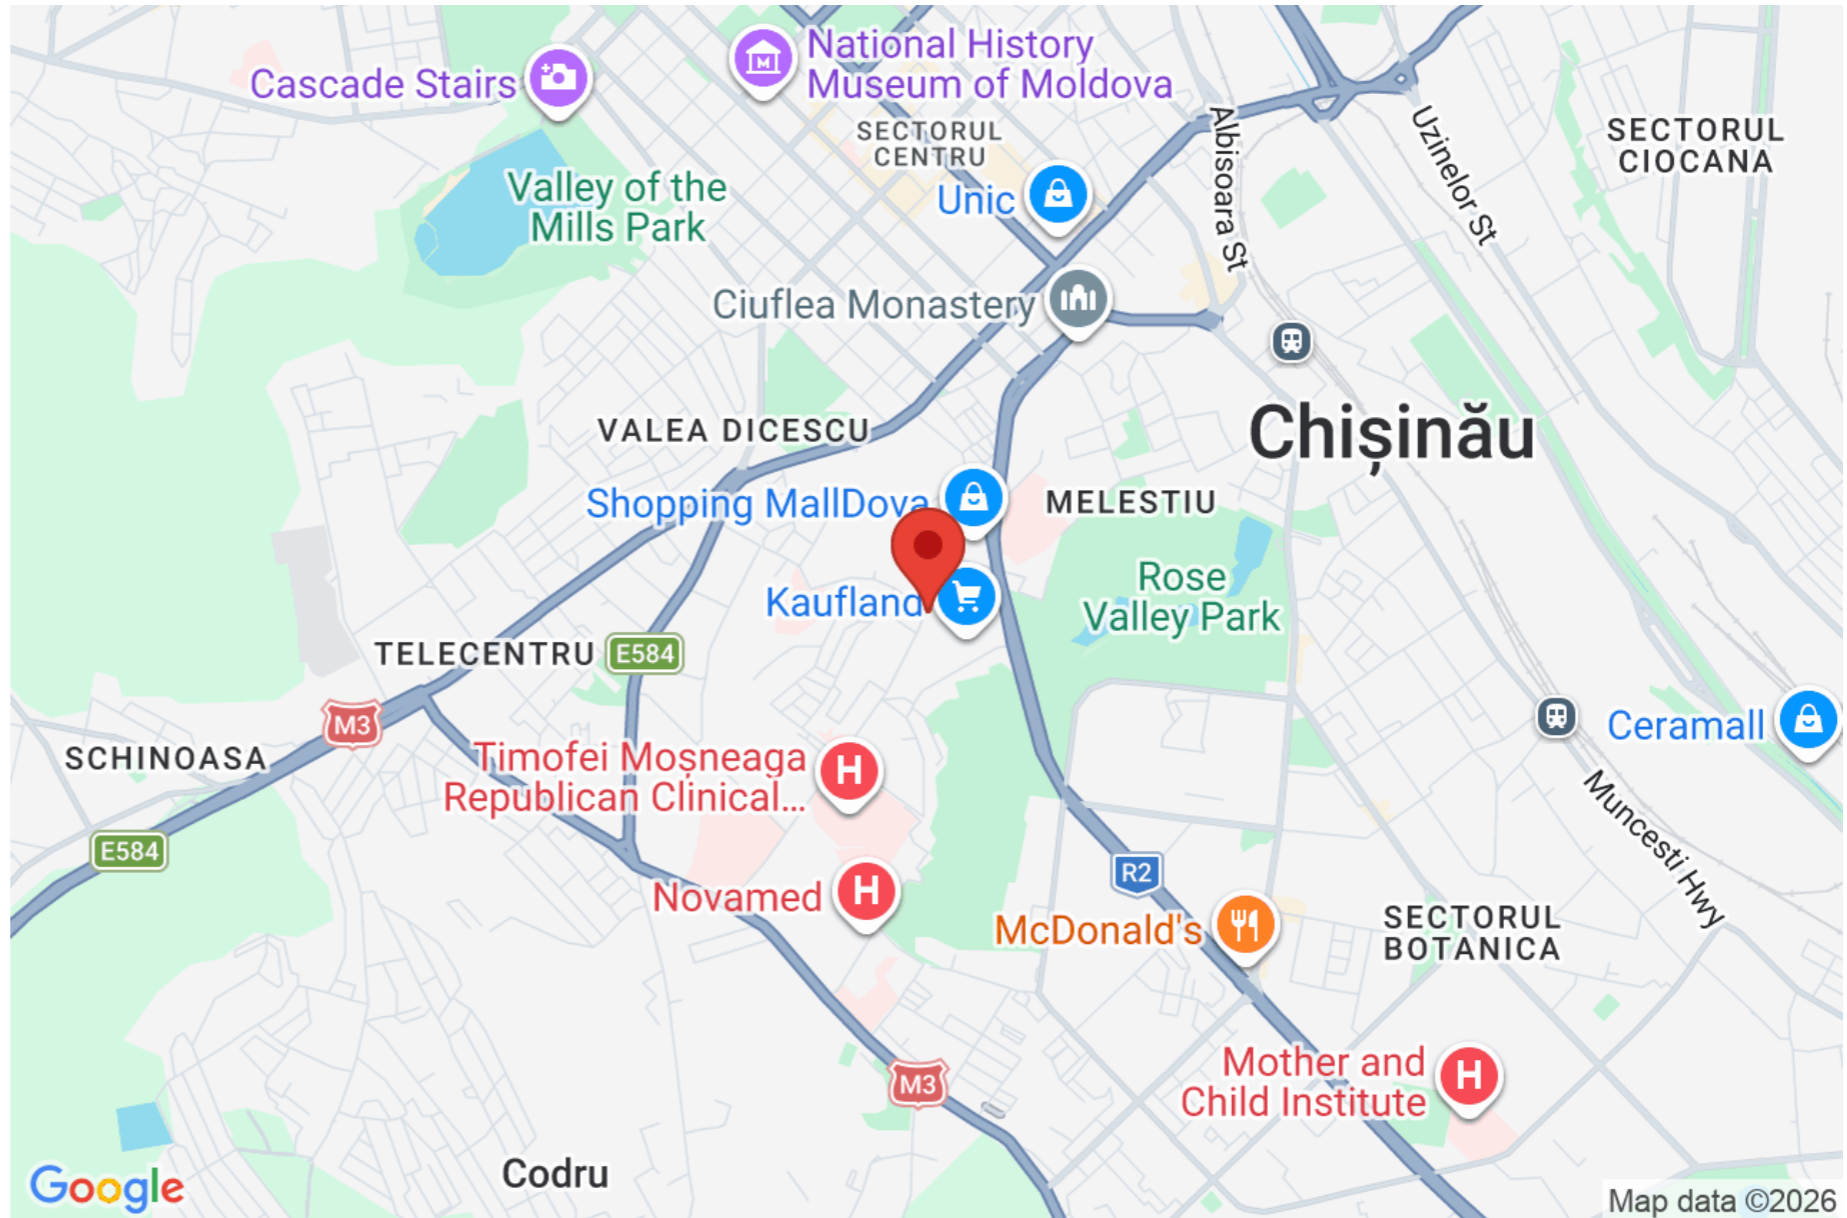 National History
Museum of Moldova
Cascade Stairs
SECTORUL
CENTRU
Albisoara St
Uzinelor St
SECTORUL
CIOCANA
Valley of the
Mills Park
Unic
Ciuflea Monastery
Chișinău
VALEA DICESCU
Shopping MallDova
MELESTIU
Rose
Valley Park
Kaufland
TELECENTRU
E584
M3
SCHINOASA
Ceramall
Timofei Moșneaga
Republican Clinical...
Muncesti Hwy
E584
R2
Novamed
McDonald's
SECTORUL
BOTANICA
M3
Mother and
Child Institute
Codru
Google
Map data ©2026